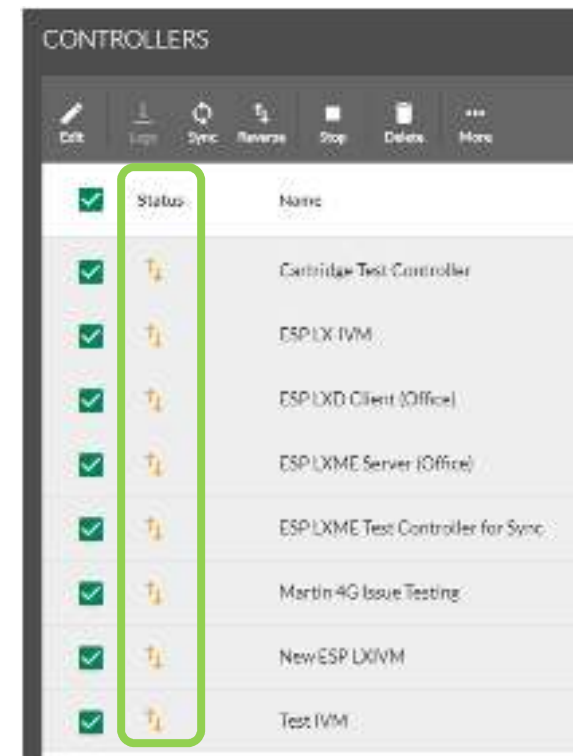 CONTROLLERS
Edit Logs Sync Reverse Stop Delete More
Status Name
Cartridge Test Controller
ESP LX-IVM
ESP LXD Client (Office)
ESP LXME Server (Office)
ESP LXME Test Controller for Sync
Martin 4G Issue Testing
New ESP LXIVM
Test IVM